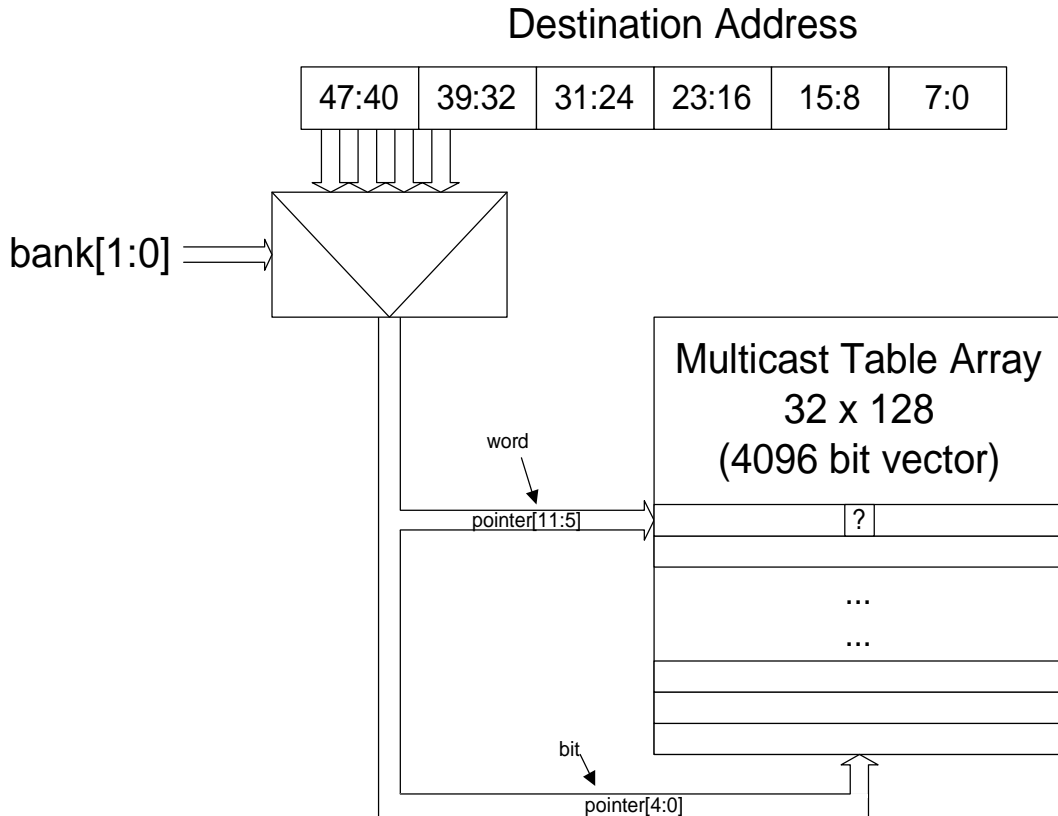 Destination Address
47:40 39:32 31:24 23:16 15:8 7:0
bank[1:0]
Multicast Table Array
32 x 128
(4096 bit vector)
word
pointer[11:5]
?
...
...
bit
pointer[4:0]